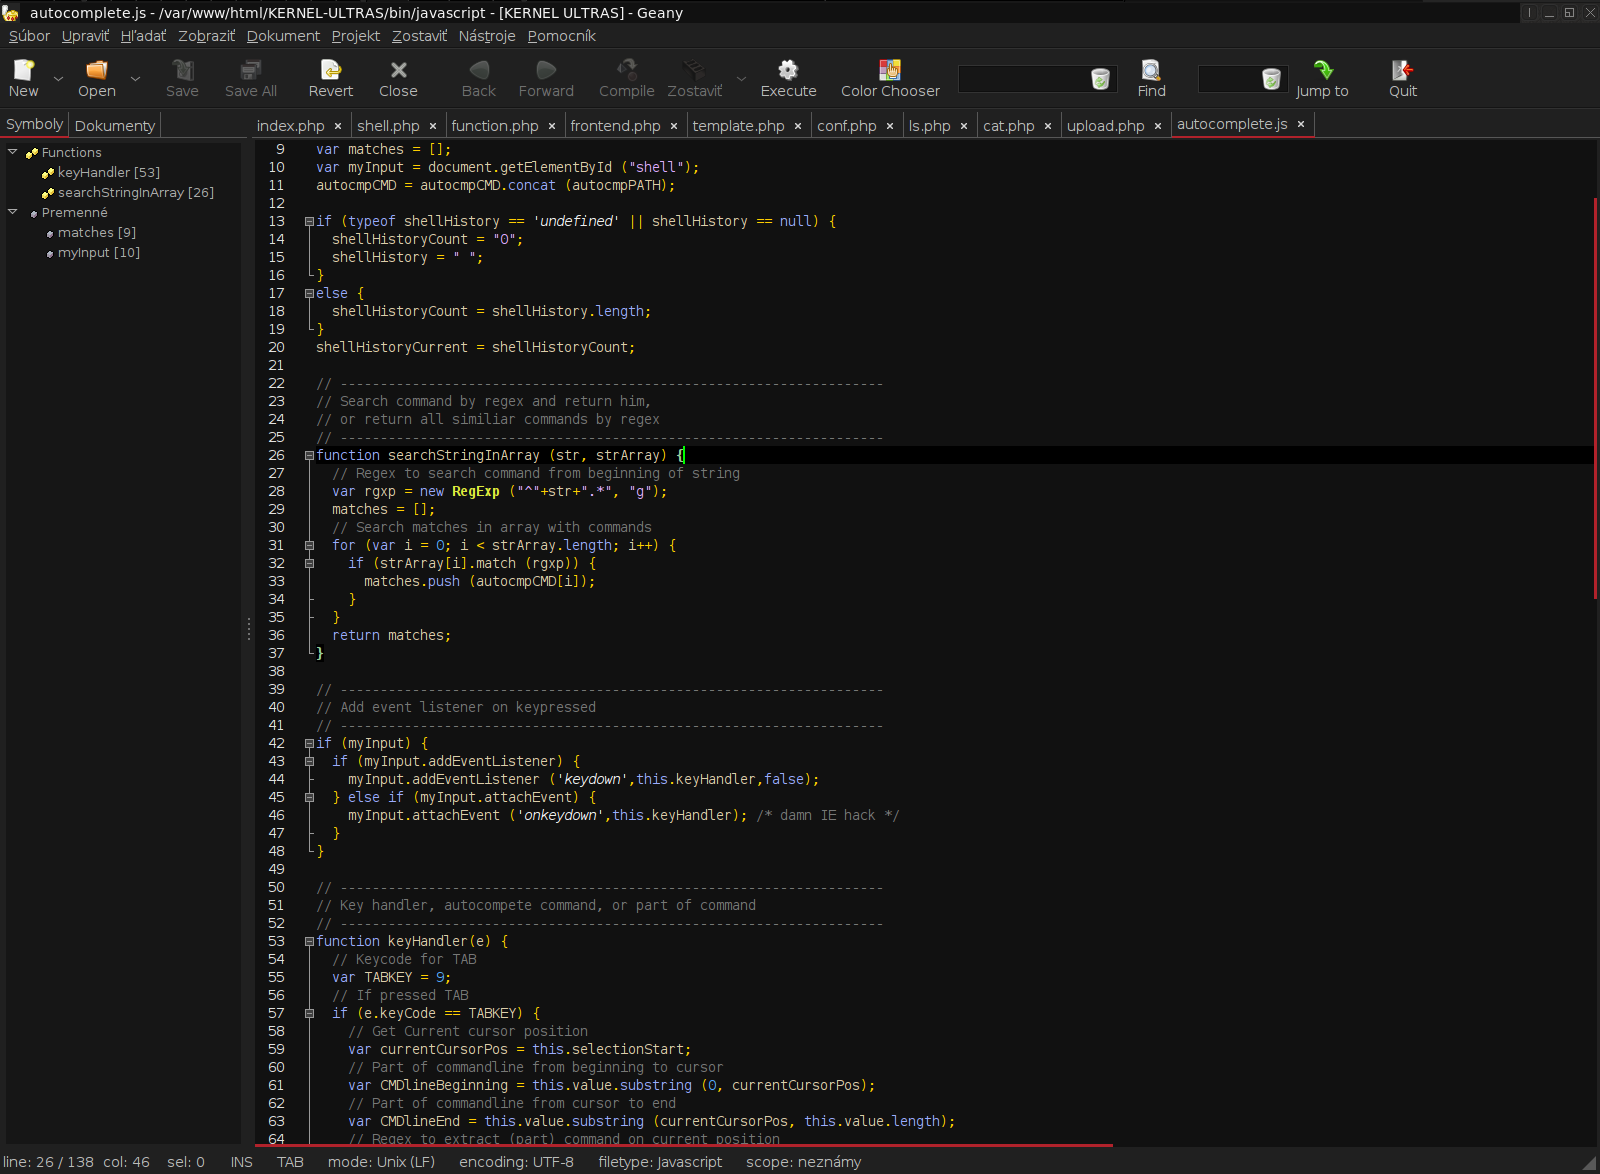 autocomplete.js - /var/www/html/KERNEL-ULTRAS/bin/javascript - [KERNEL ULTRAS] - Geany
Súbor Upraviť Hľadať Zobraziť Dokument Projekt Zostaviť Nástroje Pomocník
New Open Save Save All Revert Close Back Forward Compile Zostaviť Execute Color Chooser Find Jump to Quit
Symboly Dokumenty
index.php × shell.php × function.php × frontend.php × template.php × conf.php × ls.php × cat.php × upload.php × autocomplete.js ×
Functions
keyHandler [53]
searchStringInArray [26]
Premenné
matches [9]
myInput [10]
9 var matches = [];
10 var myInput = document.getElementById ("shell");
11 autocmpCMD = autocmpCMD.concat (autocmpPATH);
12
13 if (typeof shellHistory == 'undefined' || shellHistory == null) {
14 shellHistoryCount = "0";
15 shellHistory = " ";
16 }
17 else {
18 shellHistoryCount = shellHistory.length;
19 }
20 shellHistoryCurrent = shellHistoryCount;
21
22 // --------------------------------------------------------------------
23 // Search command by regex and return him,
24 // or return all similiar commands by regex
25 // --------------------------------------------------------------------
26 function searchStringInArray (str, strArray) {
27 // Regex to search command from beginning of string
28 var rgxp = new RegExp ("^"+str+".*", "g");
29 matches = [];
30 // Search matches in array with commands
31 for (var i = 0; i < strArray.length; i++) {
32 if (strArray[i].match (rgxp)) {
33 matches.push (autocmpCMD[i]);
34 }
35 }
36 return matches;
37 }
38
39 // --------------------------------------------------------------------
40 // Add event listener on keypressed
41 // --------------------------------------------------------------------
42 if (myInput) {
43 if (myInput.addEventListener) {
44 myInput.addEventListener ('keydown',this.keyHandler,false);
45 } else if (myInput.attachEvent) {
46 myInput.attachEvent ('onkeydown',this.keyHandler); /* damn IE hack */
47 }
48 }
49
50 // --------------------------------------------------------------------
51 // Key handler, autocompete command, or part of command
52 // --------------------------------------------------------------------
53 function keyHandler(e) {
54 // Keycode for TAB
55 var TABKEY = 9;
56 // If pressed TAB
57 if (e.keyCode == TABKEY) {
58 // Get Current cursor position
59 var currentCursorPos = this.selectionStart;
60 // Part of commandline from beginning to cursor
61 var CMDlineBeginning = this.value.substring (0, currentCursorPos);
62 // Part of commandline from cursor to end
63 var CMDlineEnd = this.value.substring (currentCursorPos, this.value.length);
64 // Regex to extract (part) command on current position
line: 26 / 138 col: 46 sel: 0 INS TAB mode: Unix (LF) encoding: UTF-8 filetype: Javascript scope: neznámy